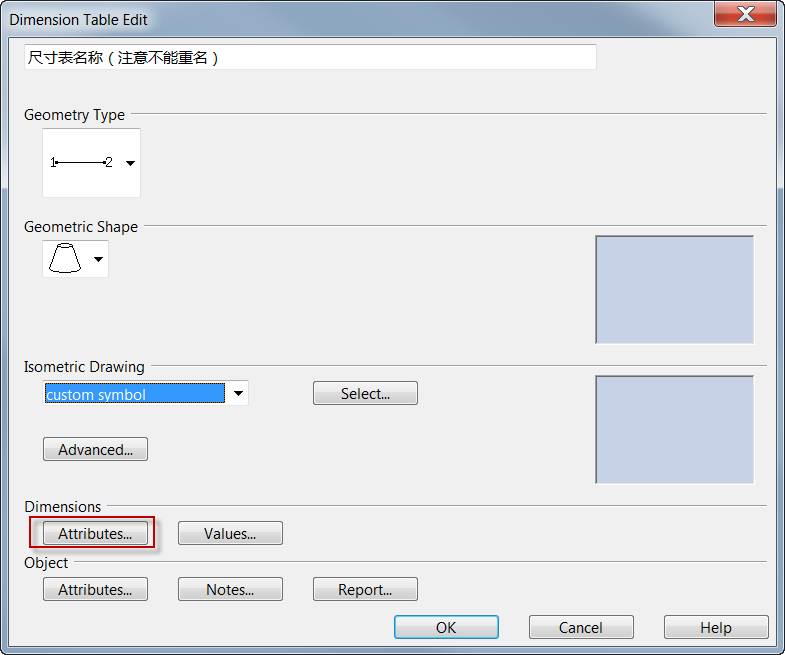 Dimension Table Edit
尺寸表名称（注意不能重名）
Geometry Type
1 2
Geometric Shape
Isometric Drawing
custom symbol Select...
Advanced...
Dimensions
Attributes... Values...
Object
Attributes... Notes... Report...
OK Cancel Help